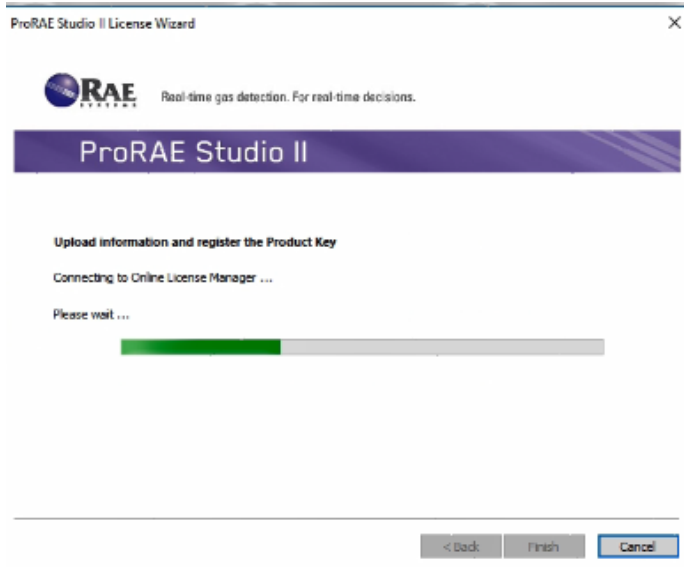 ProRAE Studio II License Wizard
RAE
SYSTEMS
Real-time gas detection. For real-time decisions.
ProRAE Studio II
Upload information and register the Product Key
Connecting to Online License Manager ...
Please wait ...
< Back
Finish
Cancel